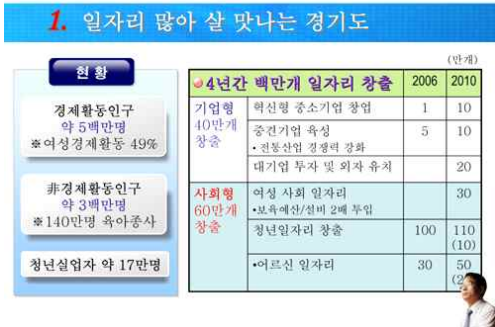 1. 일자리 많아 살 맛나는 경기도
(만개)
현 황
경제활동인구
약 5백만명
※여성경제활동 49%
非경제활동인구
약 3백만명
※140만명 육아종사
청년실업자 약 17만명
4년간 백만개 일자리 창출 2006 2010
기업형
40만개
창출
혁신형 중소기업 창업 1 10
중견기업 육성 5 10
• 전통산업 경쟁력 강화
대기업 투자 및 외자 유치 20
사회형
60만개
창출
여성 사회 일자리 30
•보육예산/설비 2배 투입
청년일자리 창출 100 110
(10)
•어르신 일자리 30 50